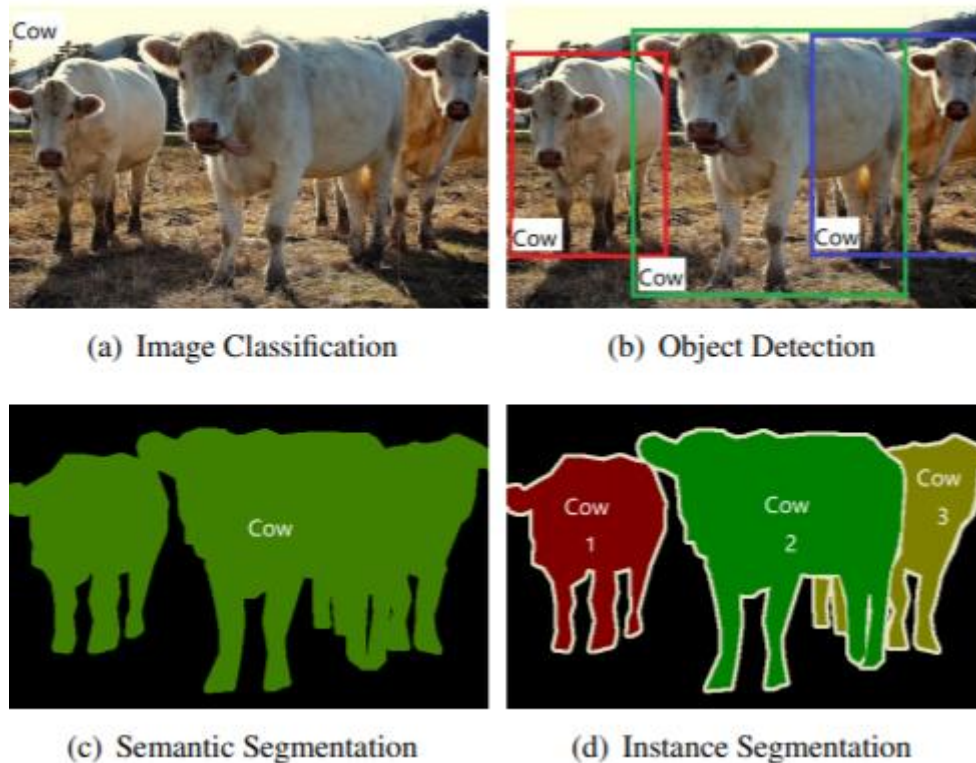 Cow
Cow
Cow
Cow
(a) Image Classification
(b) Object Detection
Cow
Cow
1
Cow
2
Cow
3
(c) Semantic Segmentation
(d) Instance Segmentation